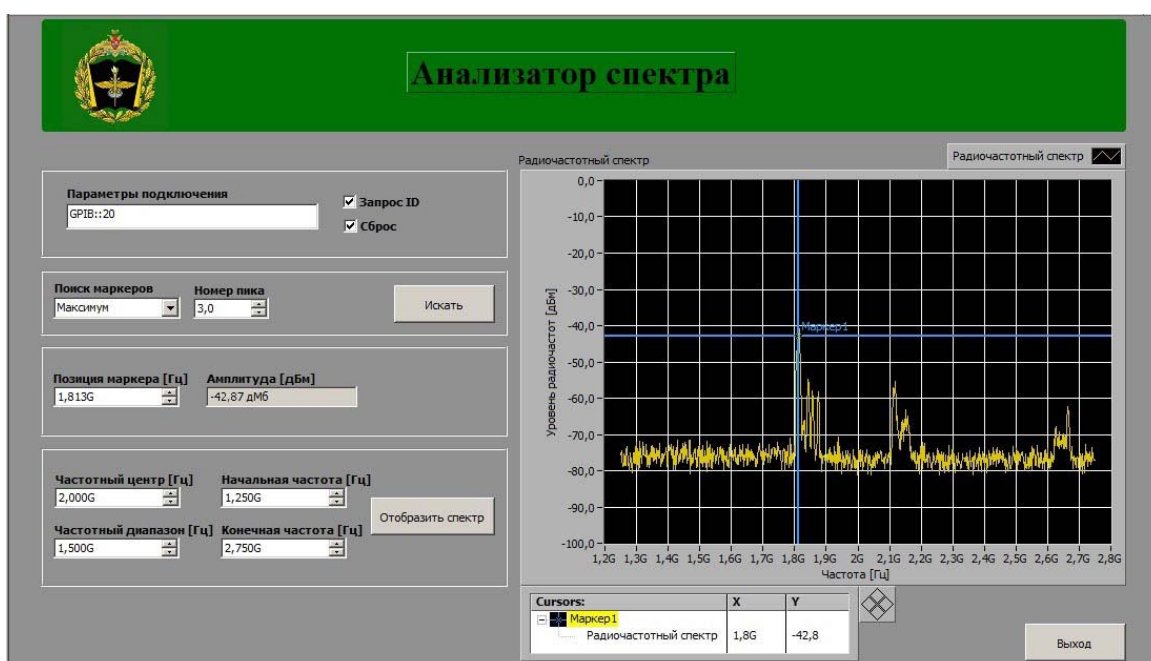 Анализатор спектра
Параметры подключения
GPIB::20
Запрос ID
Сброс
Поиск маркеров
Номер пика
Максимум
3,0
Искать
Позиция маркера [Гц]
Амплитуда [дБм]
1,813G
-42,87 дМб
Частотный центр [Гц]
Начальная частота [Гц]
2,000G
1,250G
Отобразить спектр
Частотный диапазон [Гц]
Конечная частота [Гц]
1,500G
2,750G
Радиочастотный спектр
Радиочастотный спектр
Уровень радиочастот [дБм]
0,0
-10,0
-20,0
-30,0
-40,0
-50,0
-60,0
-70,0
-80,0
-90,0
-100,0
Маркер1
1,2G 1,3G 1,4G 1,5G 1,6G 1,7G 1,8G 1,9G 2G 2,1G 2,2G 2,3G 2,4G 2,5G 2,6G 2,7G 2,8G
Частота [Гц]
Cursors: X Y
Маркер1
Радиочастотный спектр 1,8G -42,8
Выход